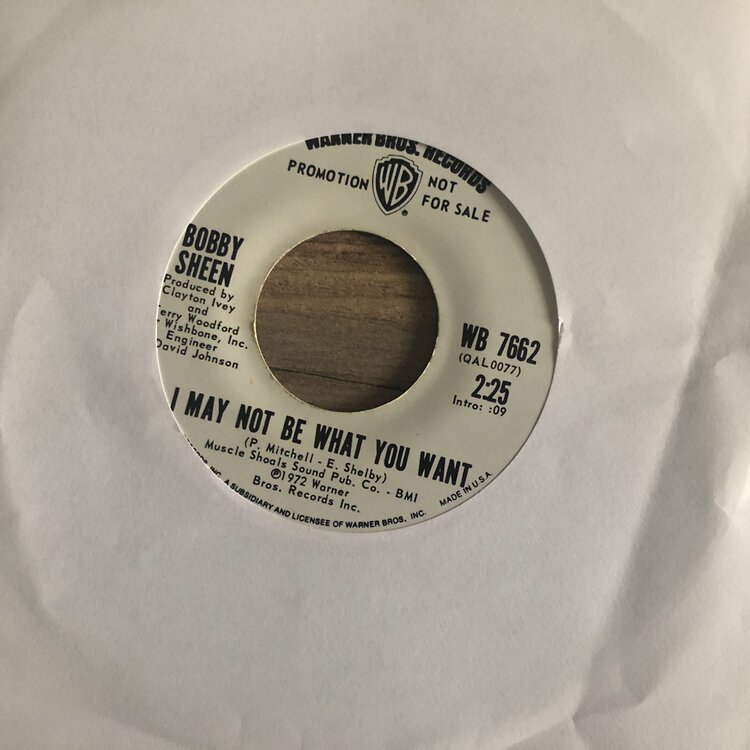 WARNER BROS. RECORDS
PROMOTION
WB
®
NOT
FOR SALE
BOBBY
SHEEN
Produced by
Clayton Ivey
and
erry Woodford
Wishbone, Inc.
Engineer
David Johnson
WB 7662
(QAL0077)
2:25
Intro: :09
I MAY NOT BE WHAT YOU WANT
(P. Mitchell - E. Shelby)
Muscle Shoals Sound Pub. Co. - BMI
℗1972 Warner
Bros. Records Inc.
INC., A SUBSIDIARY AND LICENSEE OF WARNER BROS. INC.
MADE IN U.S.A.